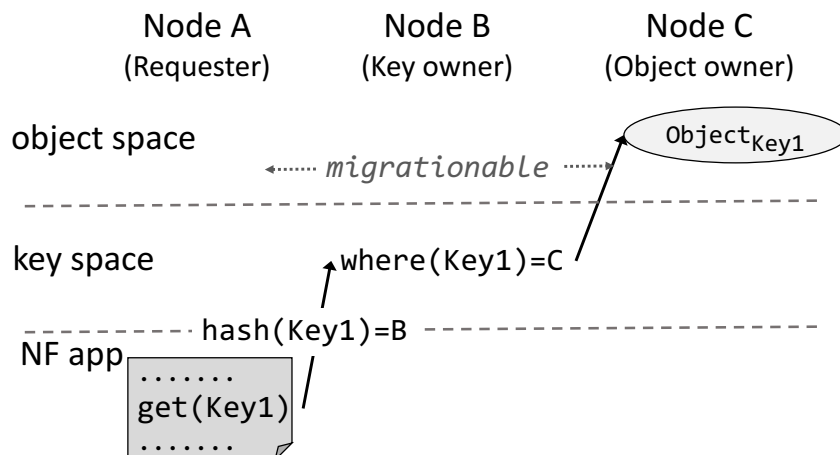 Node A Node B Node C
(Requester) (Key owner) (Object owner)
object space Object_Key1
migrationable
key space where(Key1)=C
hash(Key1)=B
NF app
.......
get(Key1)
.......